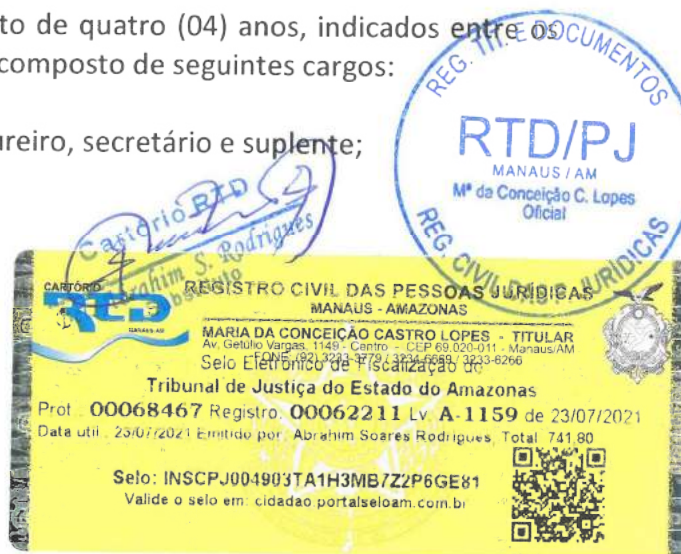 to de quatro (04) anos, indicados entre os
composto de seguintes cargos:
ureiro, secretário e suplente;
REG. TIT. E DOCUMENTOS
RTD/PJ
MANAUS / AM
Mª da Conceição C. Lopes
Oficial
REG. CIVIL DAS P. JURÍDICAS
Cartório RTD
Abrahim S. Rodrigues
Substituto
CARTÓRIO
RTD
MANAUS-AM
REGISTRO CIVIL DAS PESSOAS JURÍDICAS
MANAUS - AMAZONAS
MARIA DA CONCEIÇÃO CASTRO LOPES - TITULAR
Av. Getúlio Vargas, 1149 - Centro - CEP 69.020-011 - Manaus/AM
FONE: (92) 3233-3779 / 3234-6669 / 3233-8266
Selo Eletrônico de Fiscalização do
Tribunal de Justiça do Estado do Amazonas
Prot. 00068467 Registro: 00062211 Lv. A-1159 de 23/07/2021
Data util : 23/07/2021 Emitido por: Abrahim Soares Rodrigues, Total 741,80
Selo: INSCPJ004903TA1H3MB7Z2P6GE81
Valide o selo em: cidadao.portalseloam.com.br